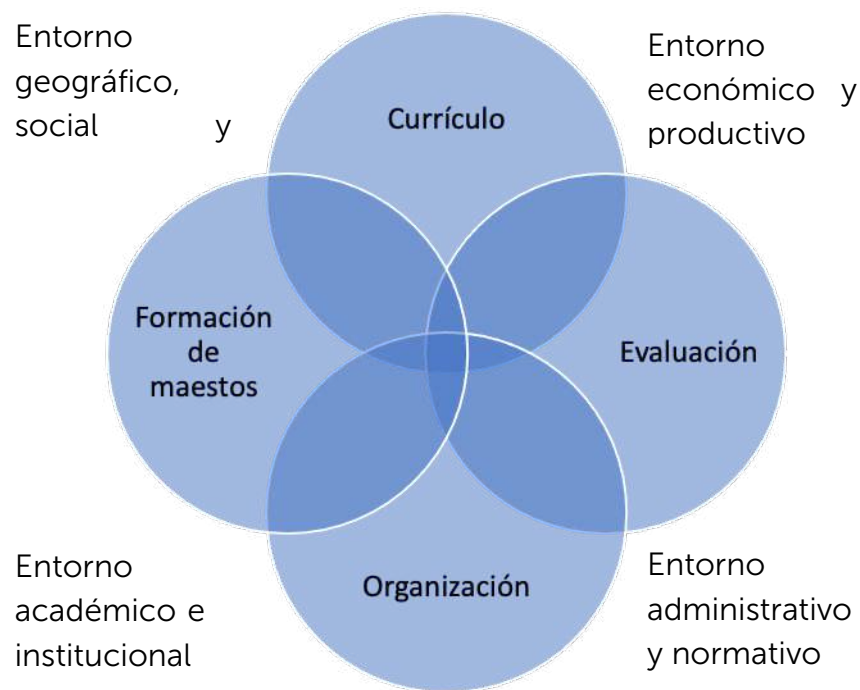 Entorno
geográfico,
social y
Entorno
económico y
productivo
Currículo
Formación
de
maestos
Evaluación
Organización
Entorno
académico e
institucional
Entorno
administrativo
y normativo